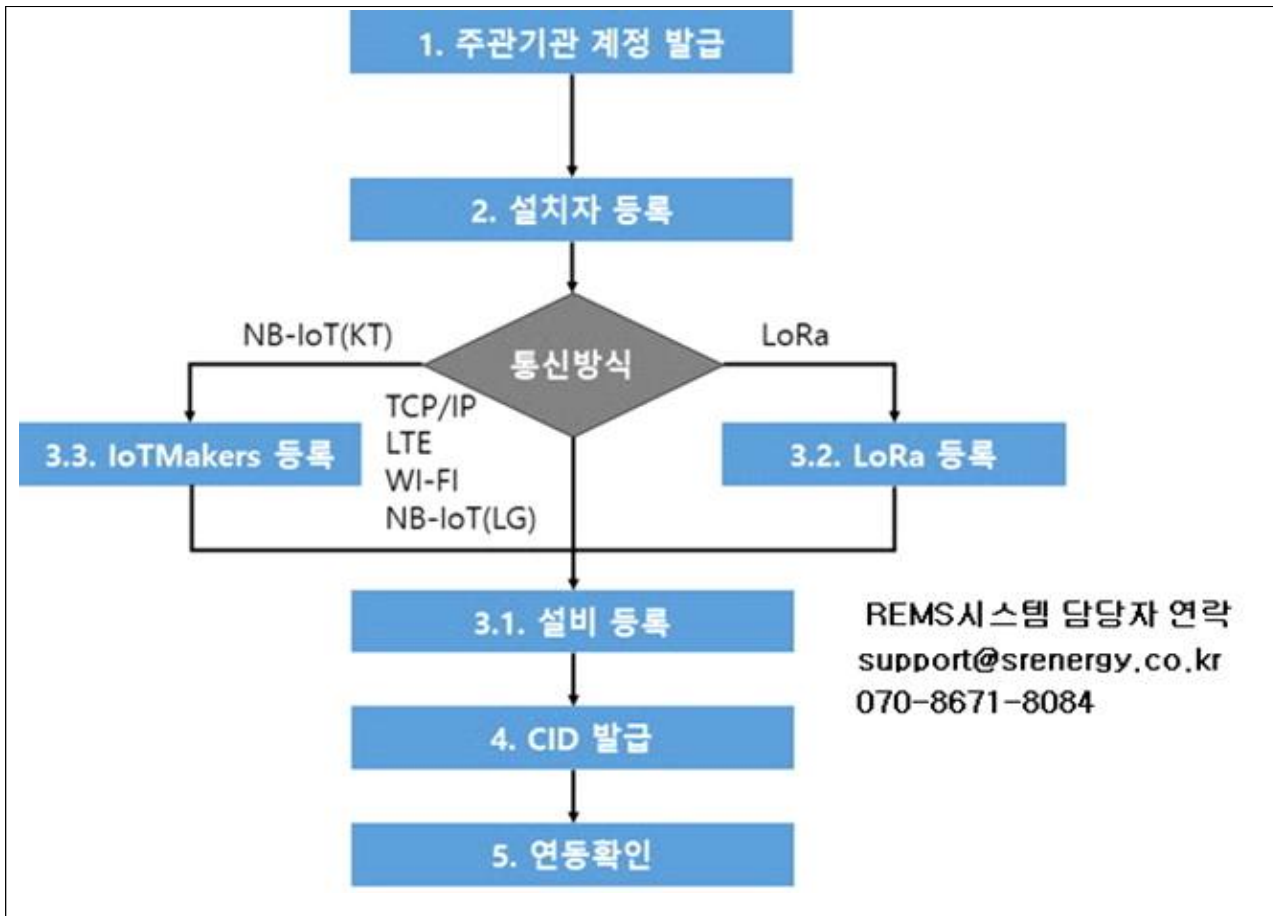 1. 주관기관 계정 발급
2. 설치자 등록
NB-IoT(KT)
통신방식
LoRa
TCP/IP
LTE
WI-FI
NB-IoT(LG)
3.3. IoTMakers 등록
3.2. LoRa 등록
3.1. 설비 등록
4. CID 발급
5. 연동확인
REMS시스템 담당자 연락
support@srenergy.co.kr
070-8671-8084